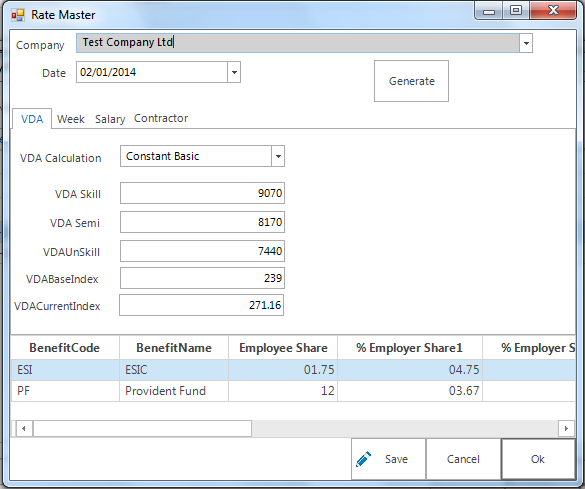 Rate Master
Company Test Company Ltd
Date 02/01/2014
Generate
VDA Week Salary Contractor
VDA Calculation Constant Basic
VDA Skill 9070
VDA Semi 8170
VDAUnSkill 7440
VDABaseIndex 239
VDACurrentIndex 271.16
BenefitCode BenefitName Employee Share % Employer Share1 % Employer S
ESI ESIC 01.75 04.75
PF Provident Fund 12 03.67
Save Cancel Ok